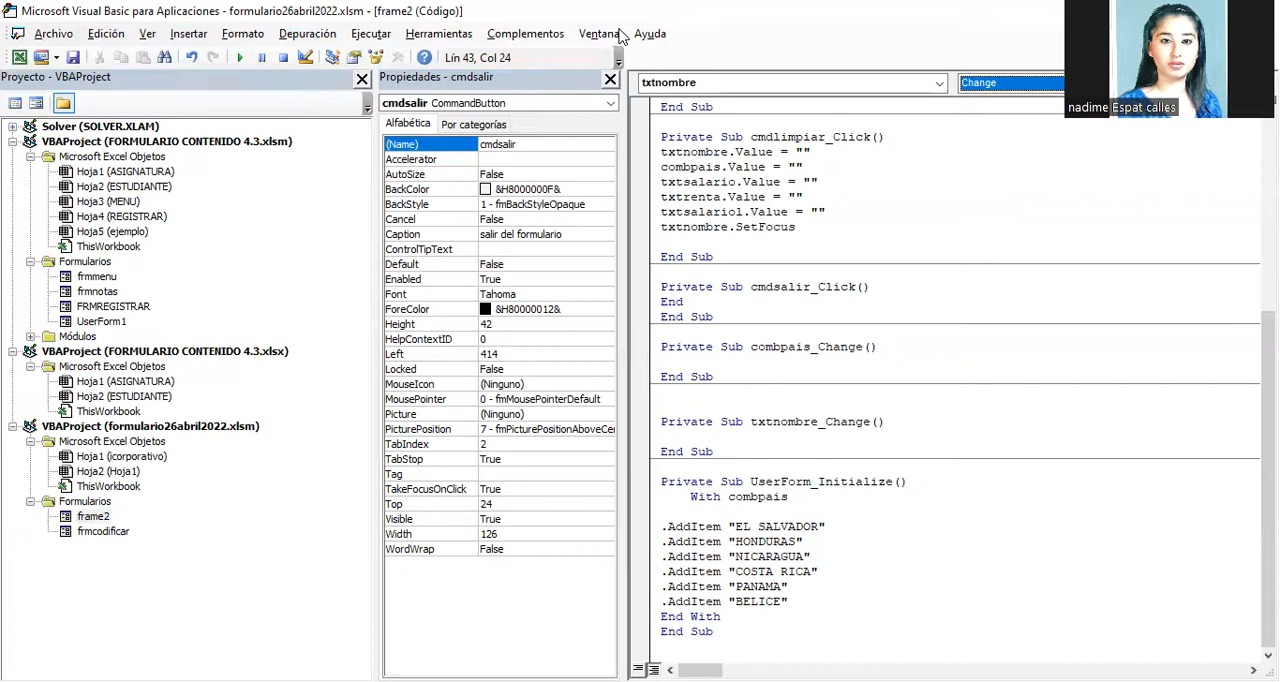 Microsoft Visual Basic para Aplicaciones - formulario26abril2022.xlsm - [frame2 (Código)]
Archivo Edición Ver Insertar Formato Depuración Ejecutar Herramientas Complementos Ventana Ayuda
Lín 43, Col 24
Proyecto - VBAProject
Solver (SOLVER.XLAM)
VBAProject (FORMULARIO CONTENIDO 4.3.xlsm)
Microsoft Excel Objetos
Hoja1 (ASIGNATURA)
Hoja2 (ESTUDIANTE)
Hoja3 (MENU)
Hoja4 (REGISTRAR)
Hoja5 (ejemplo)
ThisWorkbook
Formularios
frmmenu
frmnotas
FRMREGISTRAR
UserForm1
Módulos
VBAProject (FORMULARIO CONTENIDO 4.3.xlsx)
Microsoft Excel Objetos
Hoja1 (ASIGNATURA)
Hoja2 (ESTUDIANTE)
ThisWorkbook
VBAProject (formulario26abril2022.xlsm)
Microsoft Excel Objetos
Hoja1 (icorporativo)
Hoja2 (Hoja1)
ThisWorkbook
Formularios
frame2
frmcodificar
Propiedades - cmdsalir
cmdsalir CommandButton
Alfabética Por categorías
(Name) cmdsalir
Accelerator
AutoSize False
BackColor &H8000000F&
BackStyle 1 - fmBackStyleOpaque
Cancel False
Caption salir del formulario
ControlTipText
Default False
Enabled True
Font Tahoma
ForeColor &H80000012&
Height 42
HelpContextID 0
Left 414
Locked False
MouseIcon (Ninguno)
MousePointer 0 - fmMousePointerDefault
Picture (Ninguno)
PicturePosition 7 - fmPicturePositionAboveCer
TabIndex 2
TabStop True
Tag
TakeFocusOnClick True
Top 24
Visible True
Width 126
WordWrap False
txtnombre Change
nadime Espat calles
End Sub
Private Sub cmdlimpiar_Click()
txtnombre.Value = ""
combpais.Value = ""
txtsalario.Value = ""
txtrenta.Value = ""
txtsalariol.Value = ""
txtnombre.SetFocus
End Sub
Private Sub cmdsalir_Click()
End
End Sub
Private Sub combpais_Change()
End Sub
Private Sub txtnombre_Change()
End Sub
Private Sub UserForm_Initialize()
With combpais
.AddItem "EL SALVADOR"
.AddItem "HONDURAS"
.AddItem "NICARAGUA"
.AddItem "COSTA RICA"
.AddItem "PANAMA"
.AddItem "BELICE"
End With
End Sub